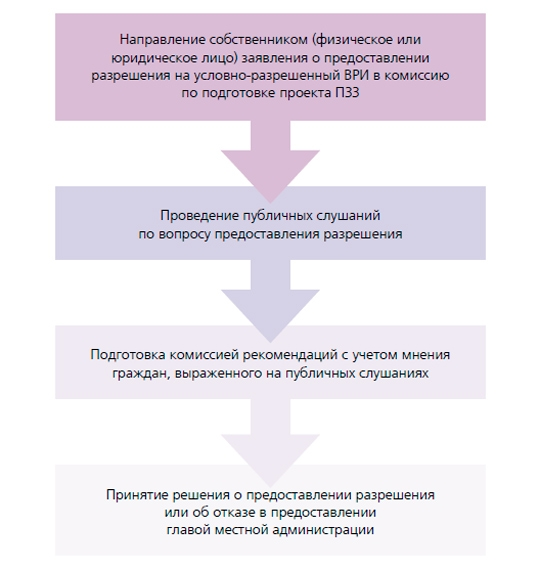 Направление собственником (физическое или
юридическое лицо) заявления о предоставлении
разрешения на условно-разрешенный ВРИ в комиссию
по подготовке проекта ПЗЗ
Проведение публичных слушаний
по вопросу предоставления разрешения
Подготовка комиссией рекомендаций с учетом мнения
граждан, выраженного на публичных слушаниях
Принятие решения о предоставлении разрешения
или об отказе в предоставлении
главой местной администрации